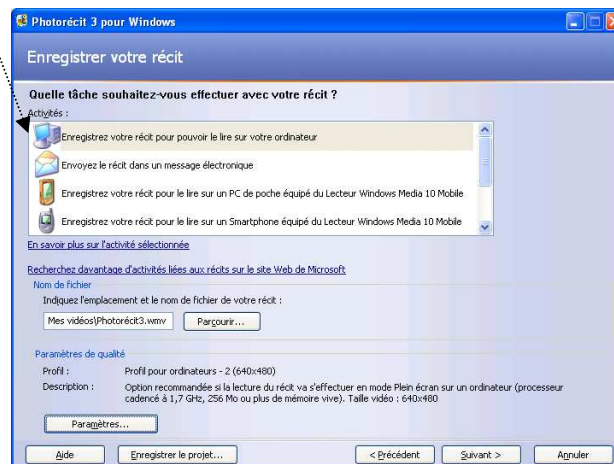 Photorécit 3 pour Windows
Enregistrer votre récit
Quelle tâche souhaitez-vous effectuer avec votre récit ?
Activités :
Enregistrez votre récit pour pouvoir le lire sur votre ordinateur
Envoyez le récit dans un message électronique
Enregistrez votre récit pour le lire sur un PC de poche équipé du Lecteur Windows Media 10 Mobile
Enregistrez votre récit pour le lire sur un Smartphone équipé du Lecteur Windows Media 10 Mobile
En savoir plus sur l'activité sélectionnée
Recherchez davantage d'activités liées aux récits sur le site Web de Microsoft
Nom de fichier
Indiquez l'emplacement et le nom de fichier de votre récit :
Mes vidéos\Photorécit3.wmv Parcourir...
Paramètres de qualité
Profil : Profil pour ordinateurs - 2 (640x480)
Description : Option recommandée si la lecture du récit va s'effectuer en mode Plein écran sur un ordinateur (processeur
cadencé à 1,7 GHz, 256 Mo ou plus de mémoire vive). Taille vidéo : 640x480
Paramètres...
Aide Enregistrer le projet... < Précédent Suivant > Annuler